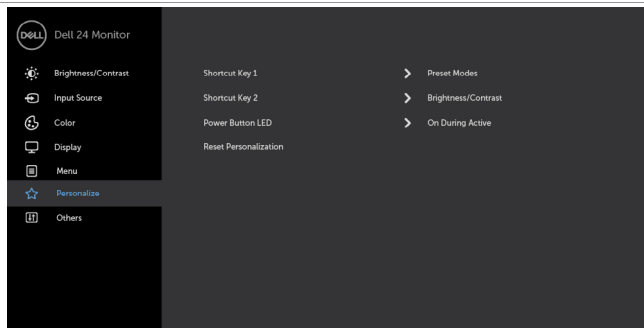 DELL Dell 24 Monitor
Brightness/Contrast Shortcut Key 1 Preset Modes
Input Source Shortcut Key 2 Brightness/Contrast
Color Power Button LED On During Active
Display Reset Personalization
Menu
Personalize
Others